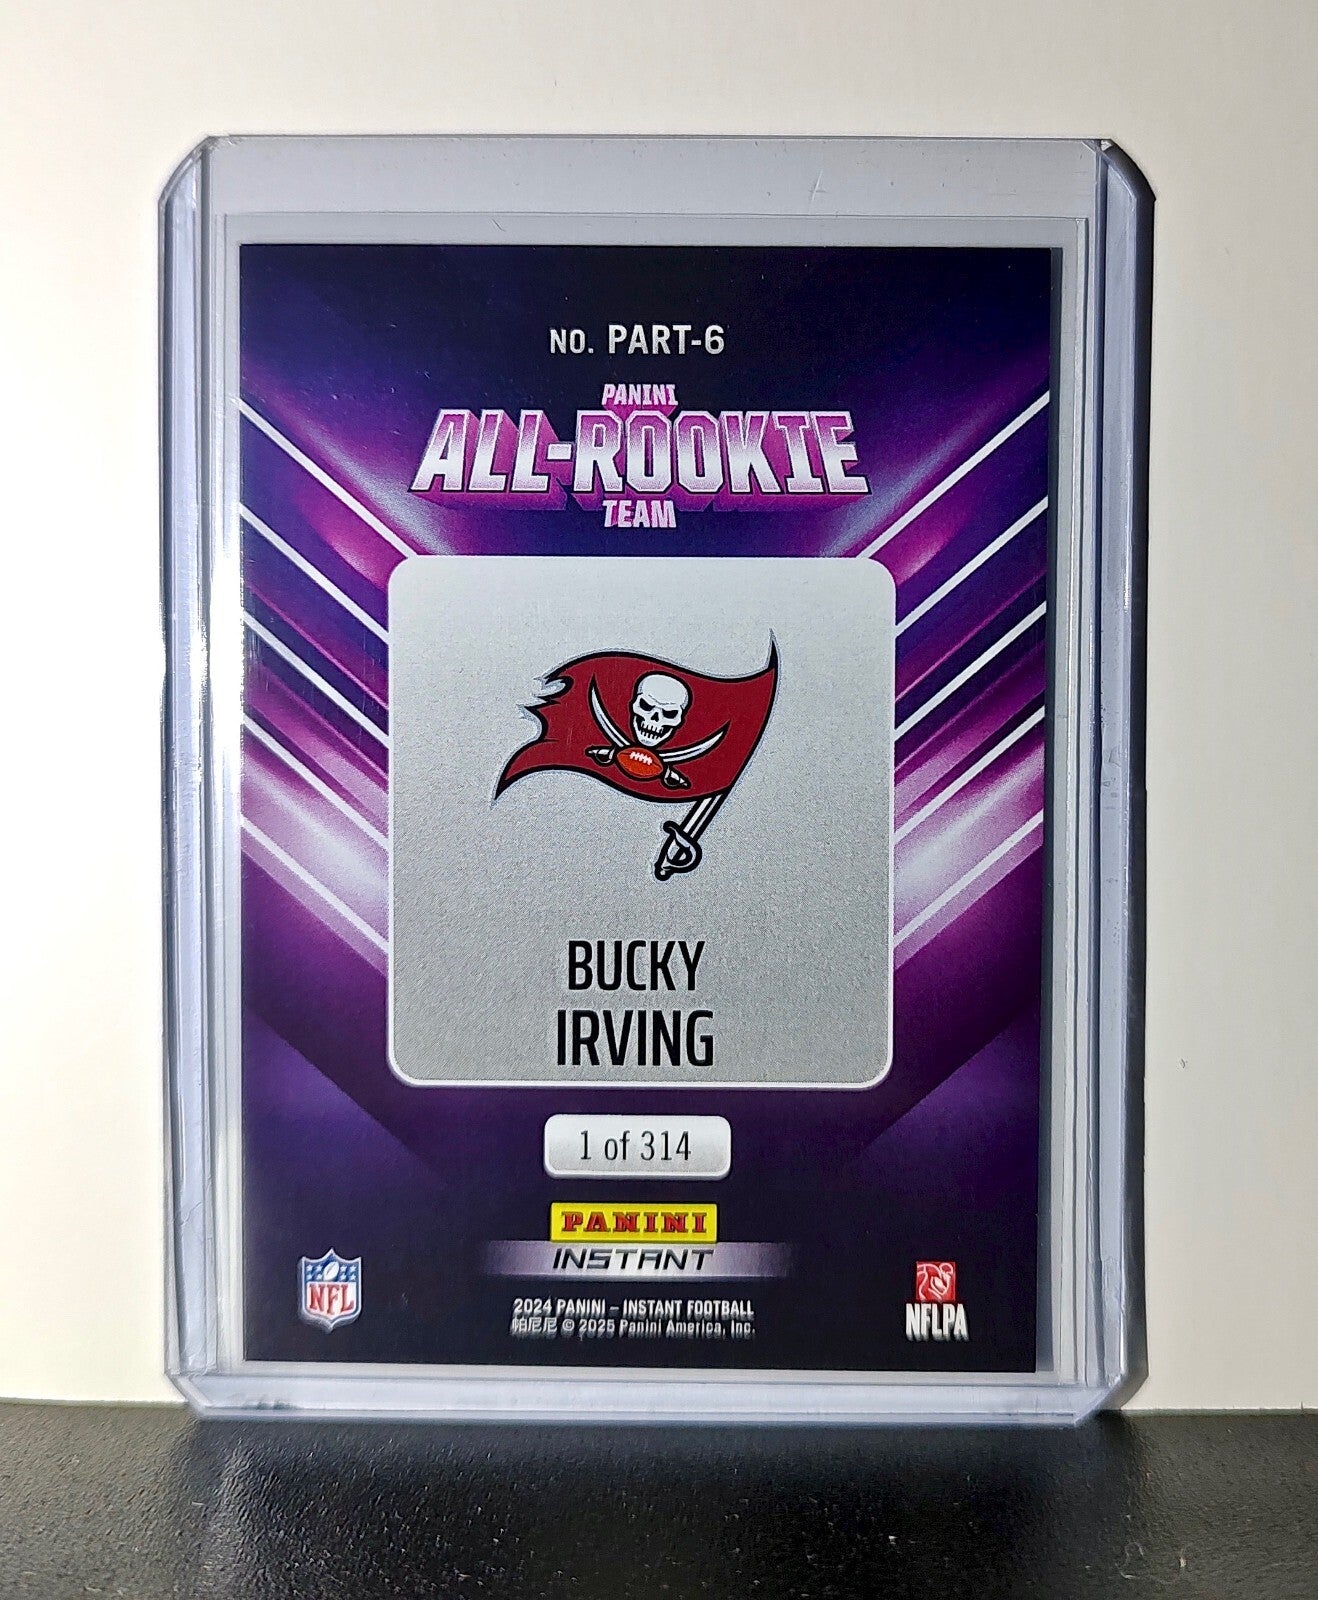 NO. PART-6
PANINI
ALL-ROOKIE
TEAM
BUCKY
IRVING
1 of 314
PANINI
INSTANT
NFL
2024 PANINI – INSTANT FOOTBALL
帕尼尼 © 2025 Panini America, Inc.
NFLPA